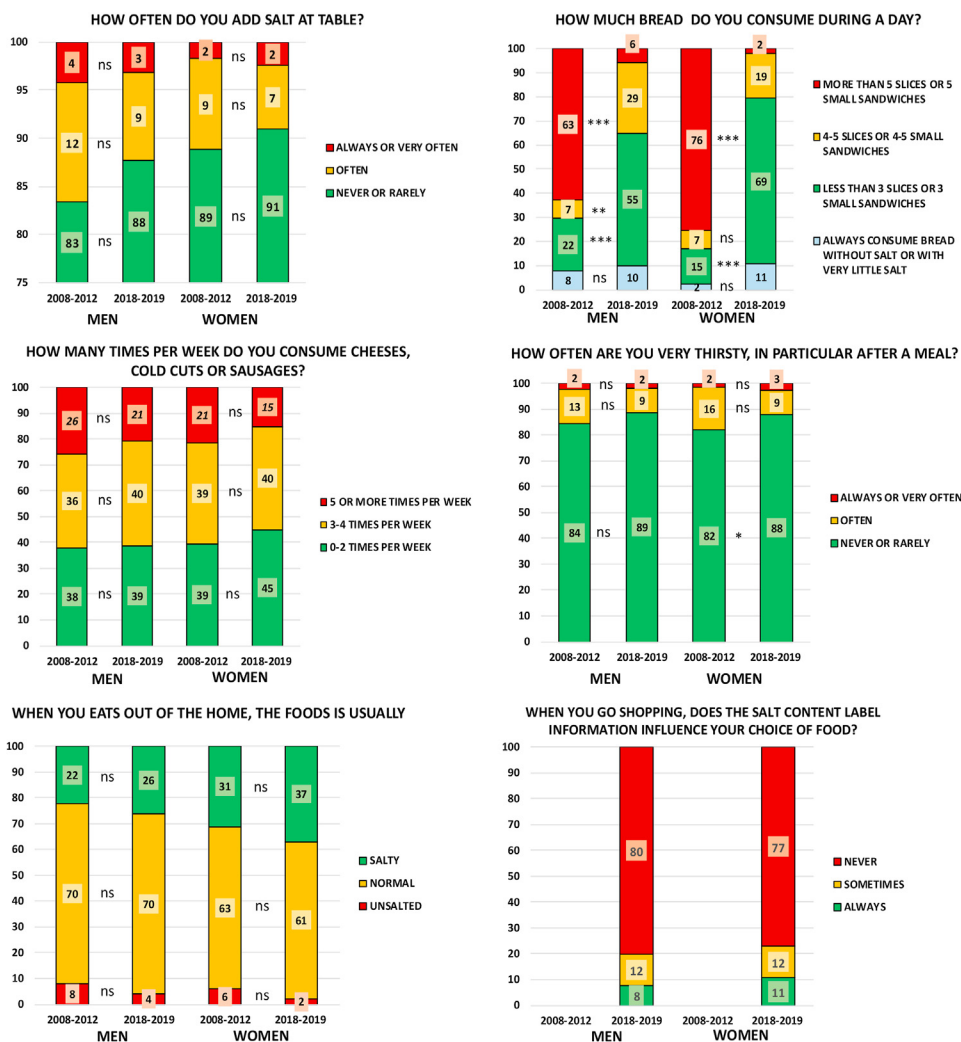 HOW OFTEN DO YOU ADD SALT AT TABLE?
100
95
90
85
80
75
4 ns 3 2 ns 2
12 ns 9 9 ns 7
83 ns 88 89 ns 91
ALWAYS OR VERY OFTEN
OFTEN
NEVER OR RARELY
2008-2012 2018-2019 2008-2012 2018-2019
MEN WOMEN
HOW MUCH BREAD DO YOU CONSUME DURING A DAY?
100
90
80
70
60
50
40
30
20
10
0
63 *** 6 76 *** 2
7 ** 29 7 ns 19
22 *** 55 15 *** 69
8 ns 10 2 ns 11
MORE THAN 5 SLICES OR 5
SMALL SANDWICHES
4-5 SLICES OR 4-5 SMALL
SANDWICHES
LESS THAN 3 SLICES OR 3
SMALL SANDWICHES
ALWAYS CONSUME BREAD
WITHOUT SALT OR WITH
VERY LITTLE SALT
2008-2012 2018-2019 2008-2012 2018-2019
MEN WOMEN
HOW MANY TIMES PER WEEK DO YOU CONSUME CHEESES,
COLD CUTS OR SAUSAGES?
100
90
80
70
60
50
40
30
20
10
0
26 ns 21 21 ns 15
36 ns 40 39 ns 40
38 ns 39 39 ns 45
5 OR MORE TIMES PER WEEK
3-4 TIMES PER WEEK
0-2 TIMES PER WEEK
2008-2012 2018-2019 2008-2012 2018-2019
MEN WOMEN
HOW OFTEN ARE YOU VERY THIRSTY, IN PARTICULAR AFTER A MEAL?
100
90
80
70
60
50
40
30
20
10
0
2 ns 2 2 ns 3
13 ns 9 16 ns 9
84 ns 89 82 * 88
ALWAYS OR VERY OFTEN
OFTEN
NEVER OR RARELY
2008-2012 2018-2019 2008-2012 2018-2019
MEN WOMEN
WHEN YOU EATS OUT OF THE HOME, THE FOODS IS USUALLY
100
90
80
70
60
50
40
30
20
10
0
22 ns 26 31 ns 37
70 ns 70 63 ns 61
8 ns 4 6 ns 2
SALTY
NORMAL
UNSALTED
2008-2012 2018-2019 2008-2012 2018-2019
MEN WOMEN
WHEN YOU GO SHOPPING, DOES THE SALT CONTENT LABEL
INFORMATION INFLUENCE YOUR CHOICE OF FOOD?
100
90
80
70
60
50
40
30
20
10
0
80 77
12 12
8 11
NEVER
SOMETIMES
ALWAYS
2008-2012 2018-2019 2008-2012 2018-2019
MEN WOMEN